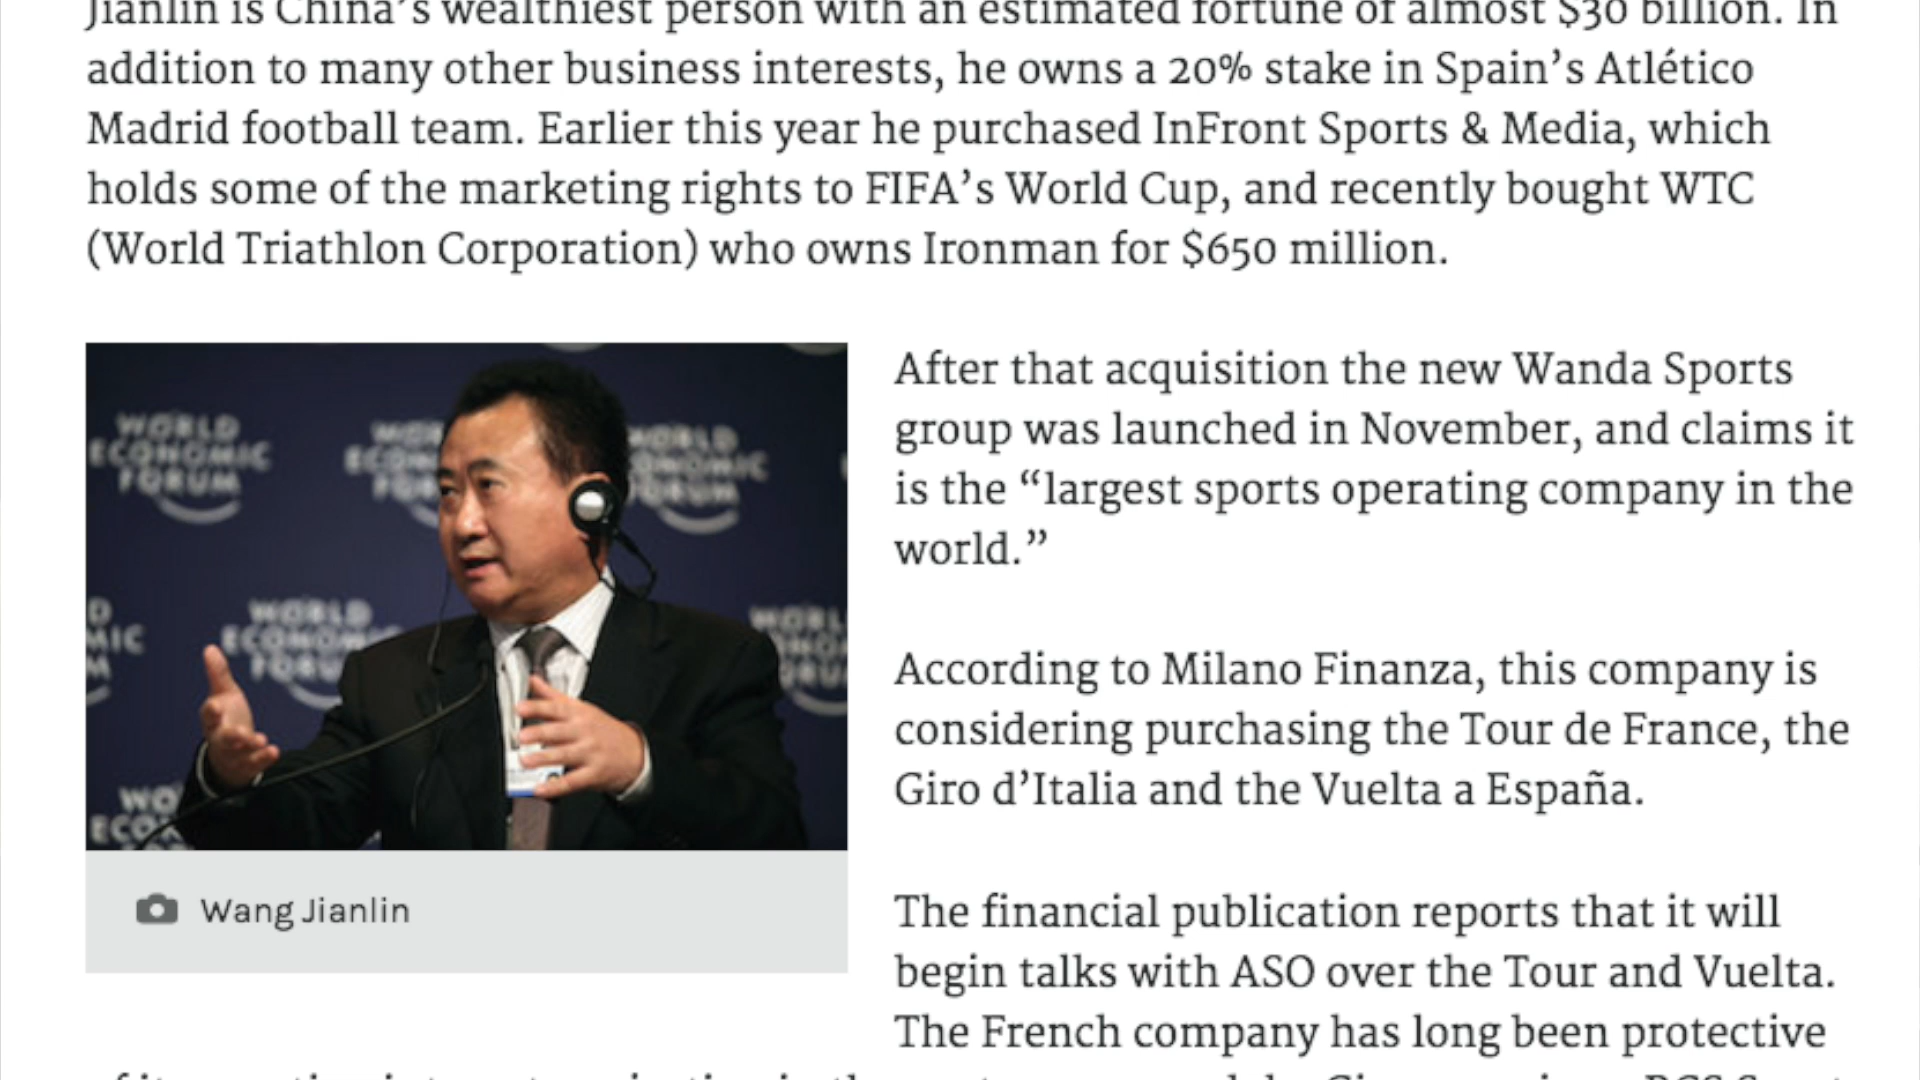 Jianlin is China’s wealthiest person with an estimated fortune of almost $30 billion. In
addition to many other business interests, he owns a 20% stake in Spain’s Atlético
Madrid football team. Earlier this year he purchased InFront Sports & Media, which
holds some of the marketing rights to FIFA’s World Cup, and recently bought WTC
(World Triathlon Corporation) who owns Ironman for $650 million.
After that acquisition the new Wanda Sports
group was launched in November, and claims it
is the “largest sports operating company in the
world.”
According to Milano Finanza, this company is
considering purchasing the Tour de France, the
Giro d’Italia and the Vuelta a España.
The financial publication reports that it will
begin talks with ASO over the Tour and Vuelta.
The French company has long been protective
WORLD
ECONOMIC
FORUM
WORLD
ECONOMIC
FORUM
Wang Jianlin